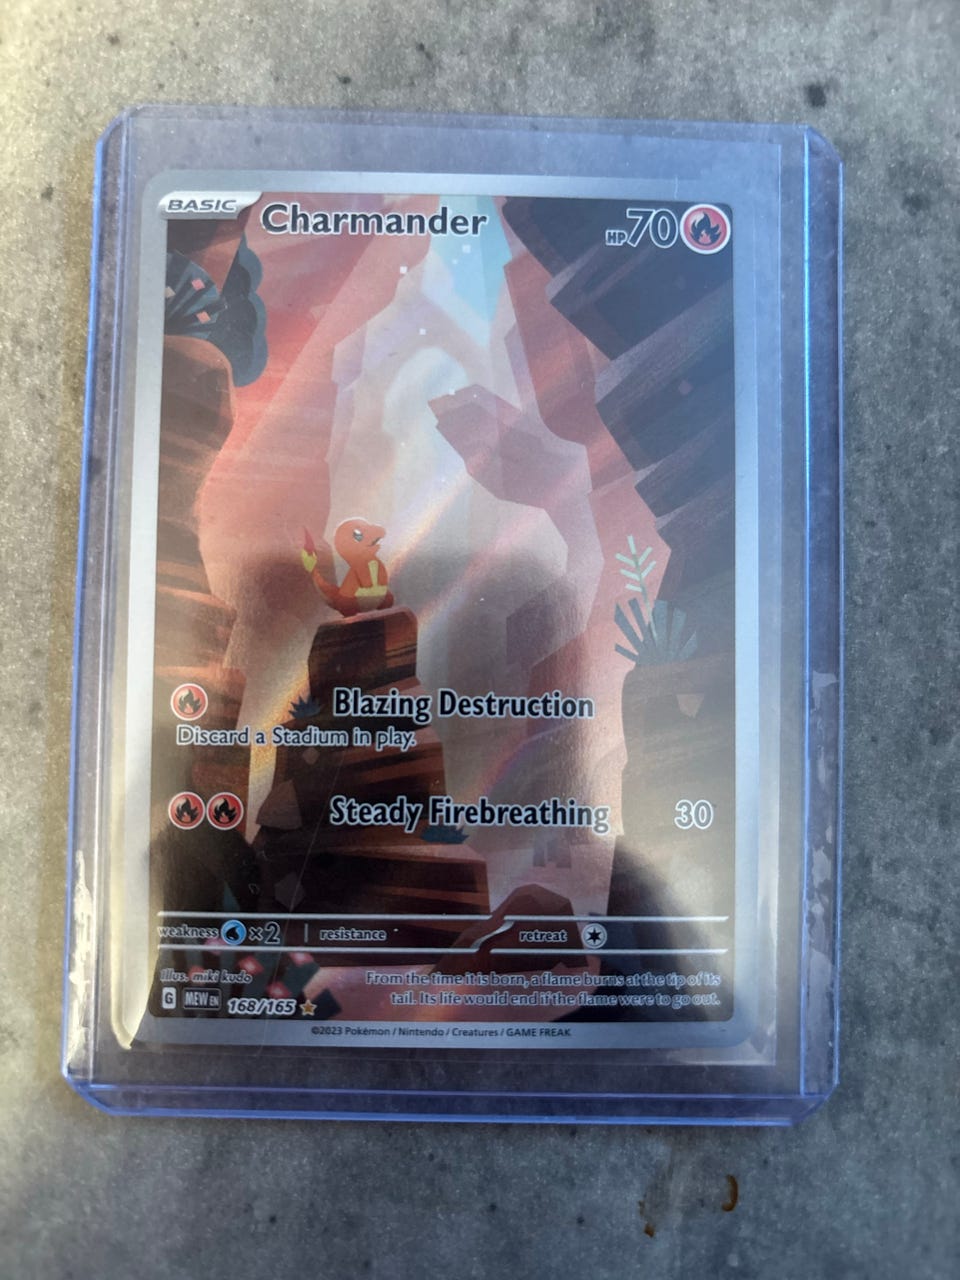 BASIC Charmander HP 70
Blazing Destruction
Discard a Stadium in play.
Steady Firebreathing 30
weakness ×2 resistance retreat
Illus. miki kudo
From the time it is born, a flame burns at the tip of its
tail. Its life would end if the flame were to go out.
G MEW EN 168/165
©2023 Pokémon / Nintendo / Creatures / GAME FREAK